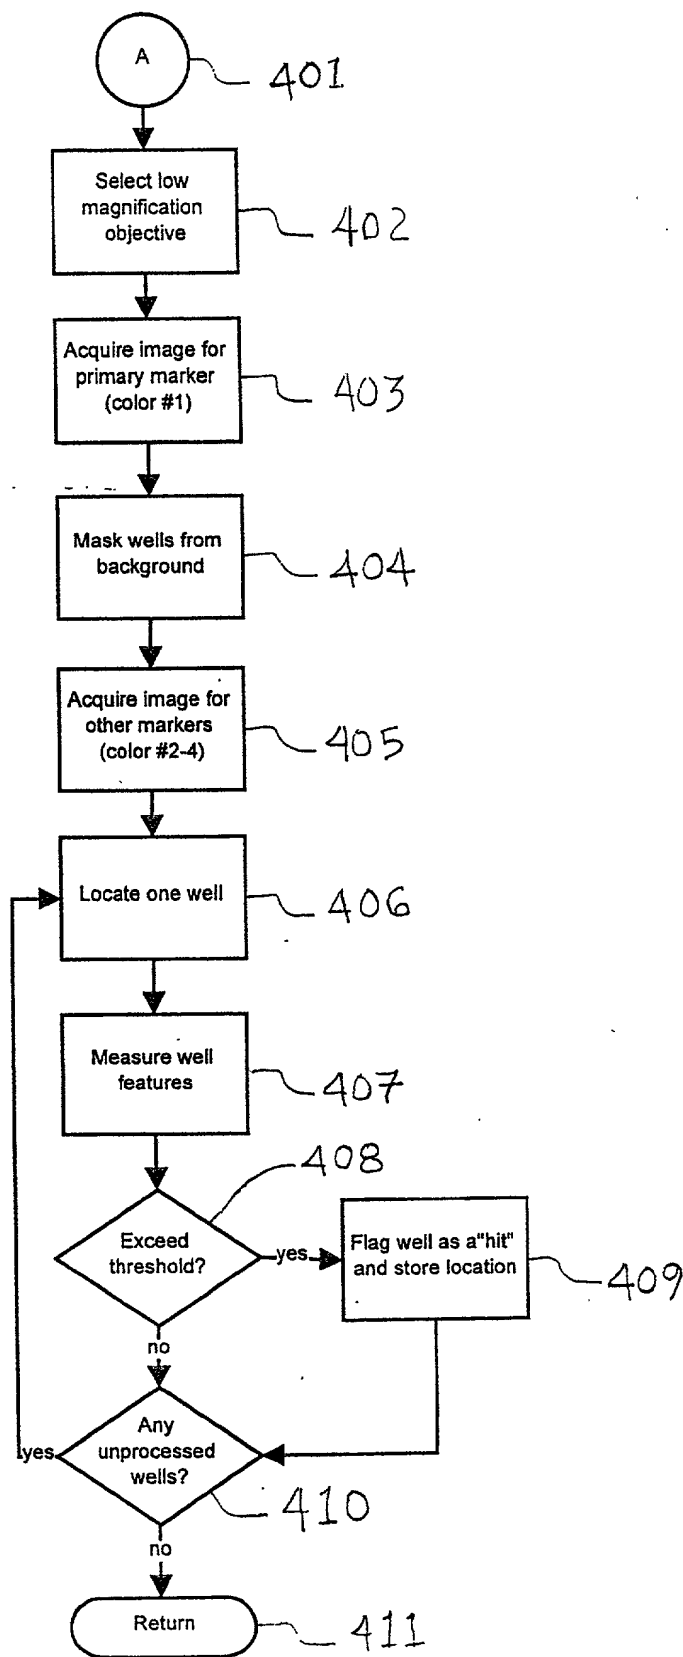 A
401
Select low
magnification
objective
402
Acquire image for
primary marker
(color #1)
403
Mask wells from
background
404
Acquire image for
other markers
(color #2-4)
405
Locate one well
406
Measure well
features
407
408
Exceed
threshold?
yes
Flag well as a"hit"
and store location
409
no
Any
unprocessed
wells?
yes
410
no
Return
411